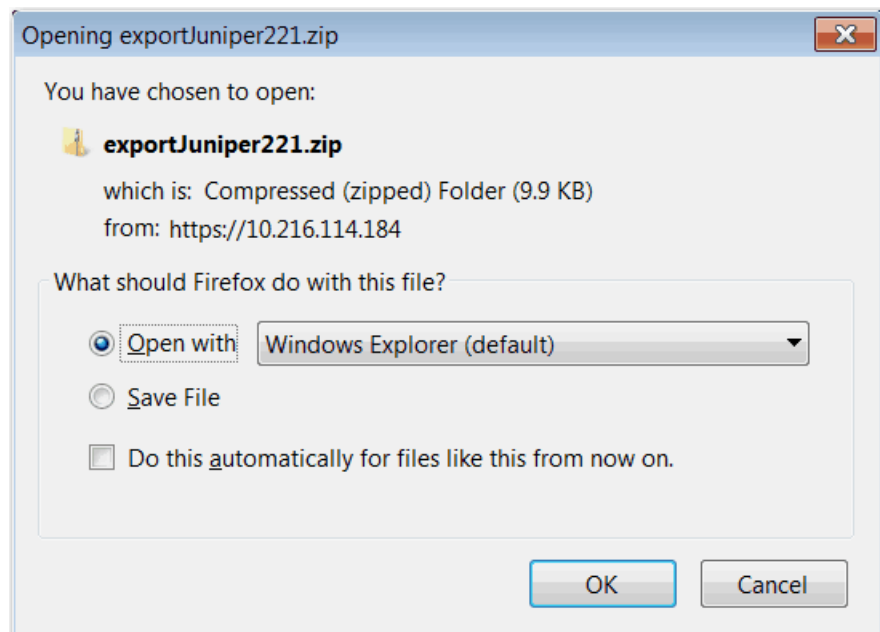 Opening exportJuniper221.zip
You have chosen to open:
exportJuniper221.zip
which is: Compressed (zipped) Folder (9.9 KB)
from: https://10.216.114.184
What should Firefox do with this file?
Open with Windows Explorer (default)
Save File
Do this automatically for files like this from now on.
OK Cancel